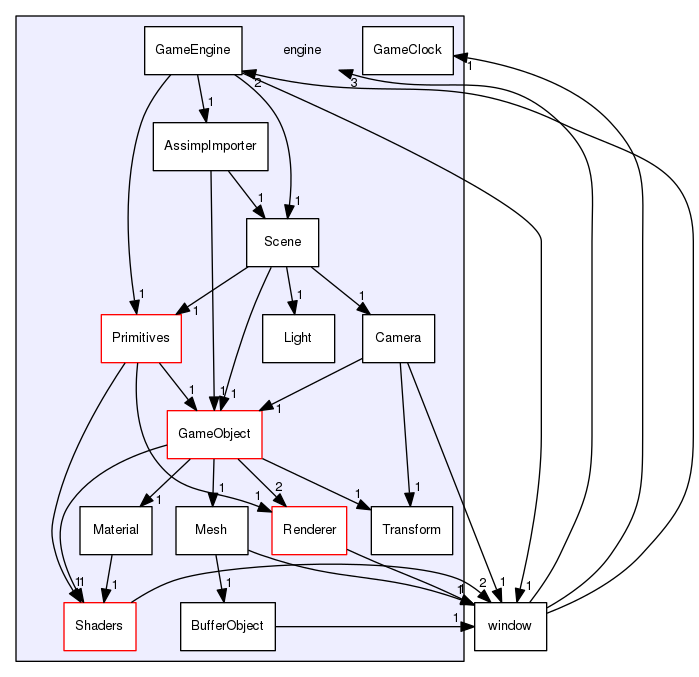 GameEngine
engine
GameClock
1
2
3
1
AssimpImporter
1
1
Scene
1
1
1
1
Primitives
Light
Camera
1
1
1
1
GameObject
1
1
2
1
1
1
Material
Mesh
Renderer
Transform
1
1
1
1
2
1
1
1
1
Shaders
BufferObject
1
window